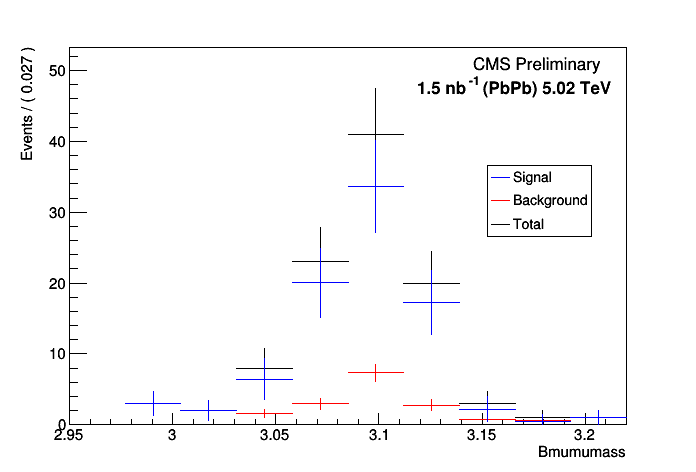 CMS Preliminary
1.5 nb-1 (PbPb) 5.02 TeV
Events / ( 0.027 )
50
40
30
20
10
0
Signal
Background
Total
2.95 3 3.05 3.1 3.15 3.2
Bmumumass